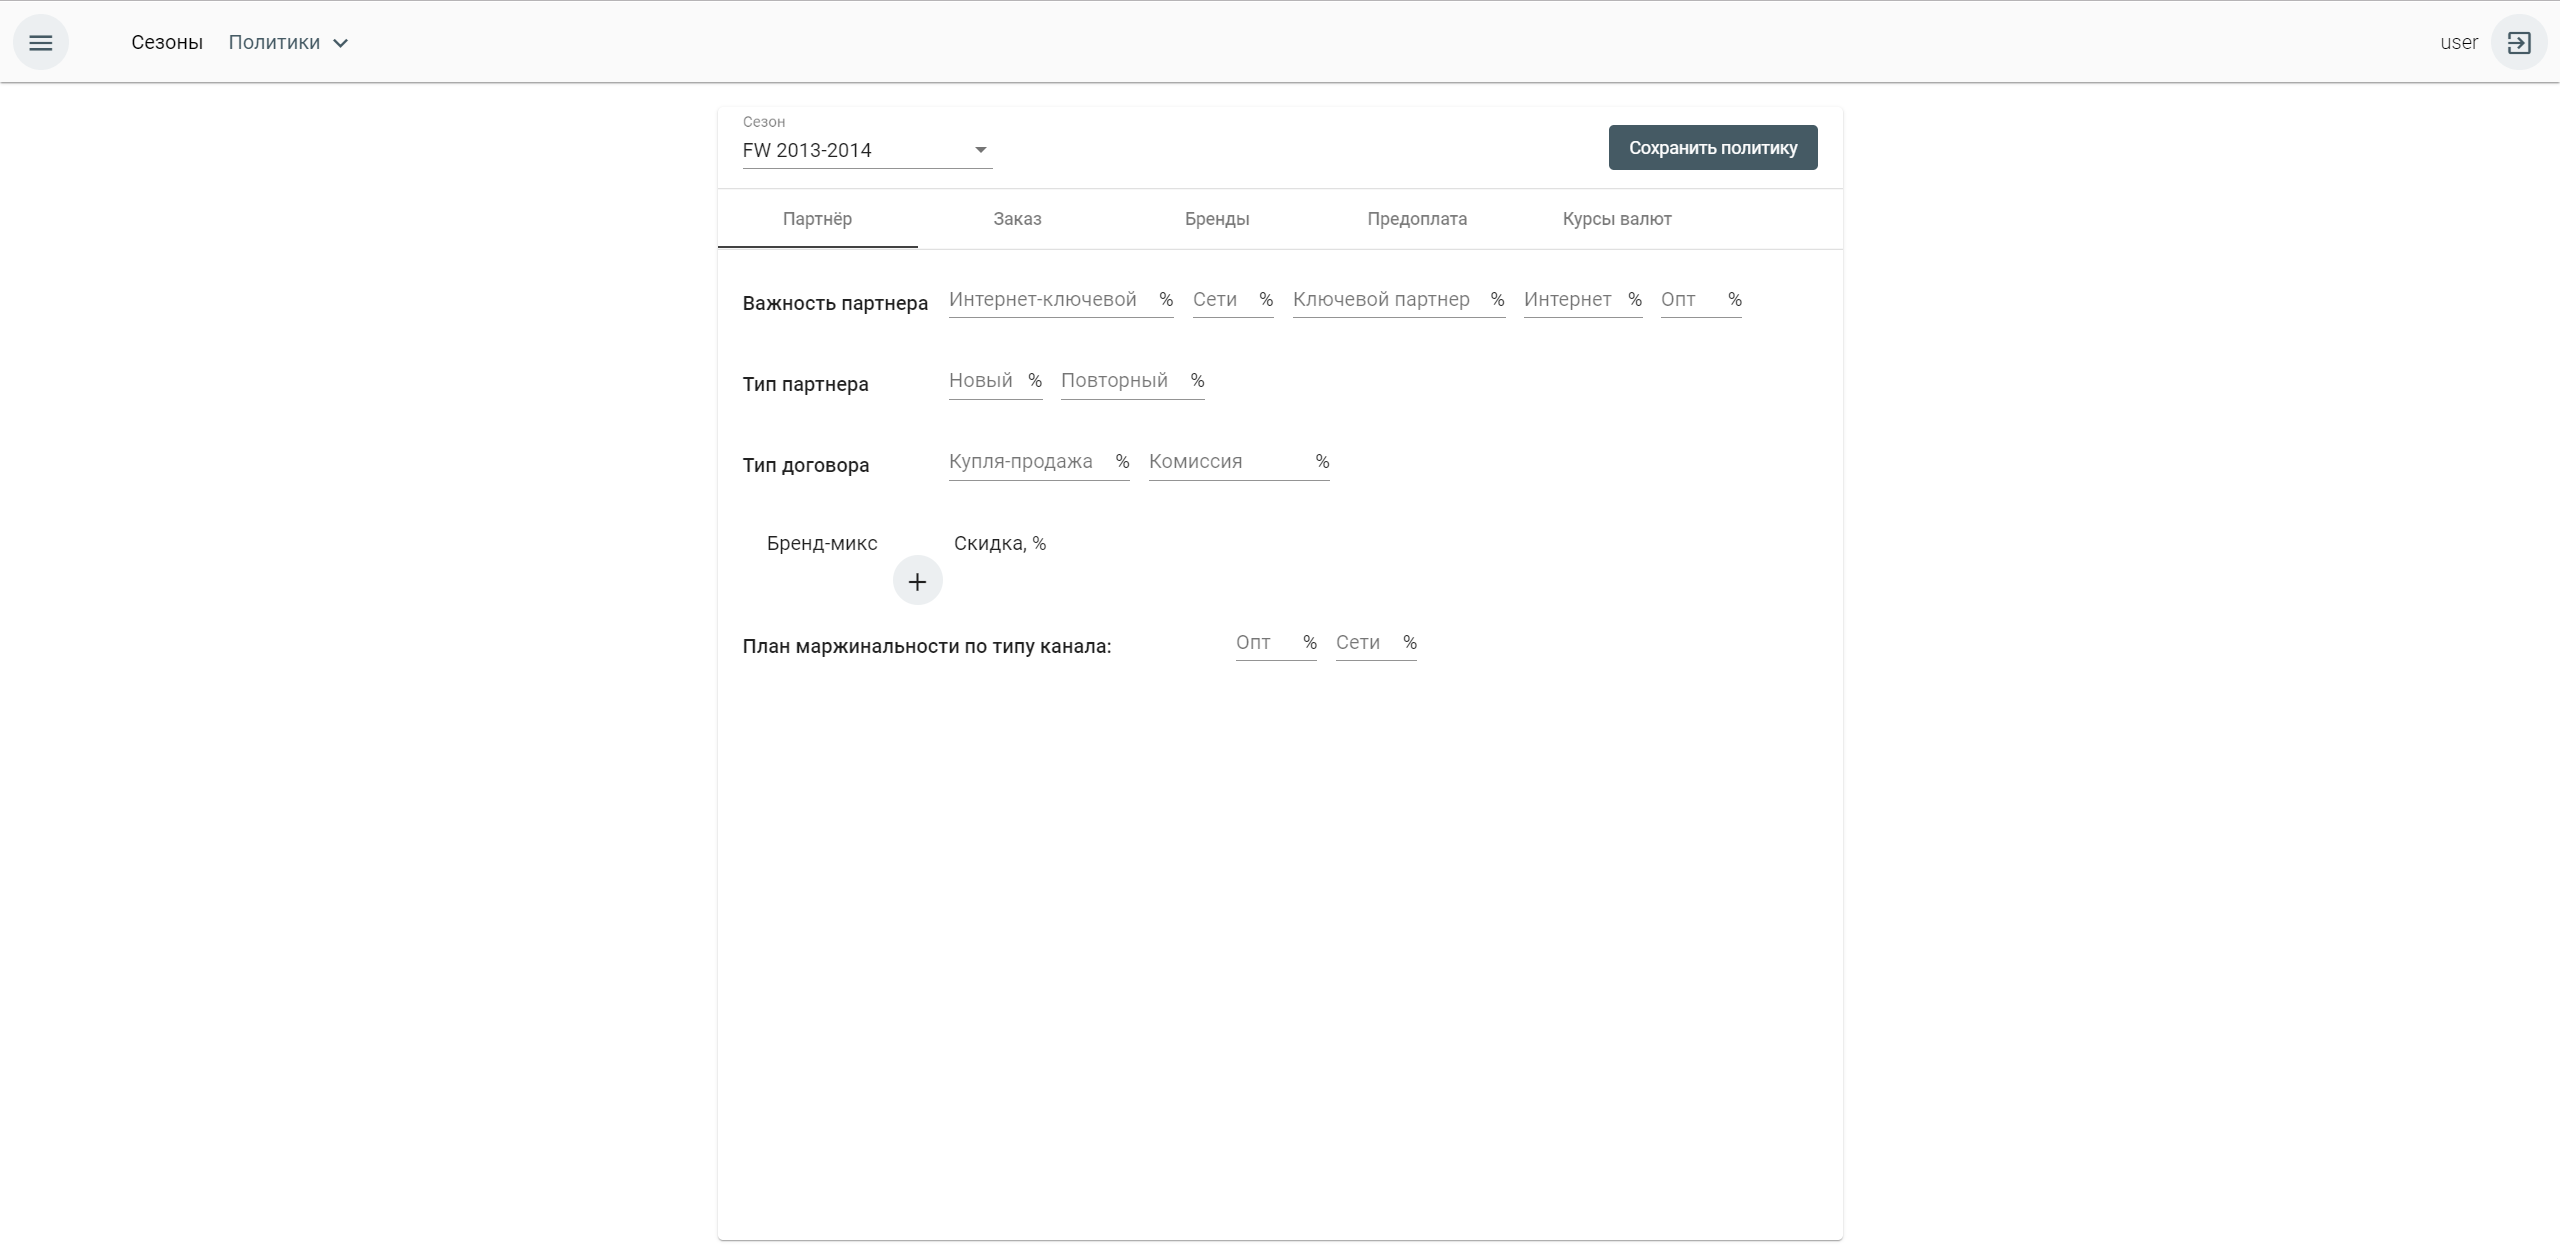 Сезоны Политики user
Сезон
FW 2013-2014
Сохранить политику
Партнёр Заказ Бренды Предоплата Курсы валют
Важность партнера Интернет-ключевой % Сети % Ключевой партнер % Интернет % Опт %
Тип партнера Новый % Повторный %
Тип договора Купля-продажа % Комиссия %
Бренд-микс Скидка, %
План маржинальности по типу канала: Опт % Сети %